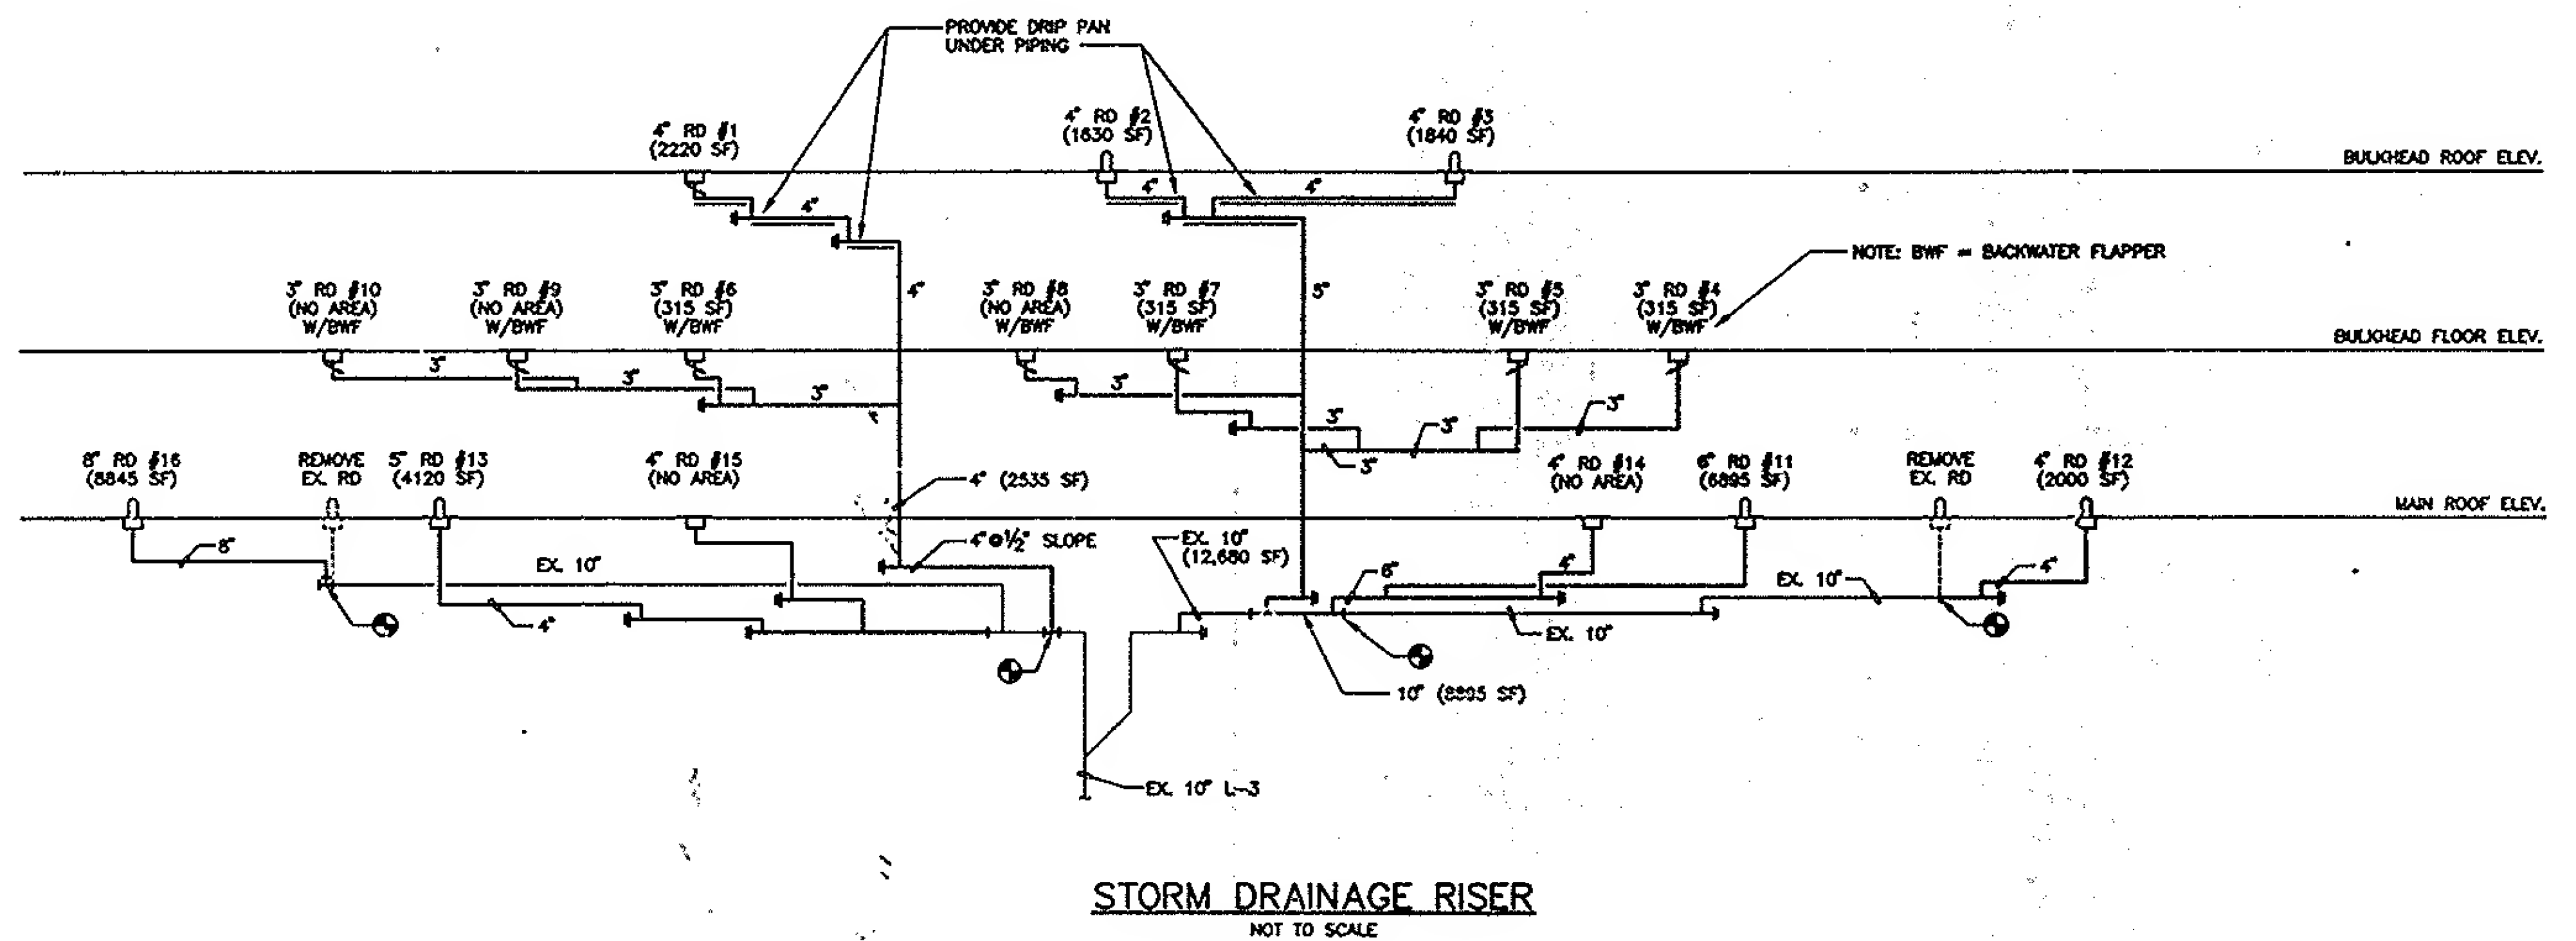 PROVIDE DRIP PAN
UNDER PIPING
4" RD #1
(2220 SF)
4" RD #2
(1630 SF)
4" RD #3
(1840 SF)
BULKHEAD ROOF ELEV.
4"
4"
4"
NOTE: BWF = BACKWATER FLAPPER
3" RD #10
(NO AREA)
W/BWF
3" RD #9
(NO AREA)
W/BWF
3" RD #6
(315 SF)
W/BWF
4"
3" RD #8
(NO AREA)
W/BWF
3" RD #7
(315 SF)
W/BWF
5"
3" RD #5
(315 SF)
W/BWF
3" RD #4
(315 SF)
W/BWF
BULKHEAD FLOOR ELEV.
3"
3"
3"
3"
3"
3"
3"
3"
8" RD #16
(8845 SF)
REMOVE
EX. RD
5" RD #13
(4120 SF)
4" RD #15
(NO AREA)
4" (2535 SF)
4" RD #14
(NO AREA)
6" RD #11
(6895 SF)
REMOVE
EX. RD
4" RD #12
(2000 SF)
MAIN ROOF ELEV.
8"
EX. 10"
4"@1/2" SLOPE
EX. 10"
(12,680 SF)
6"
4"
EX. 10"
4"
4"
EX. 10"
10" (8895 SF)
EX. 10" L-3
STORM DRAINAGE RISER
NOT TO SCALE